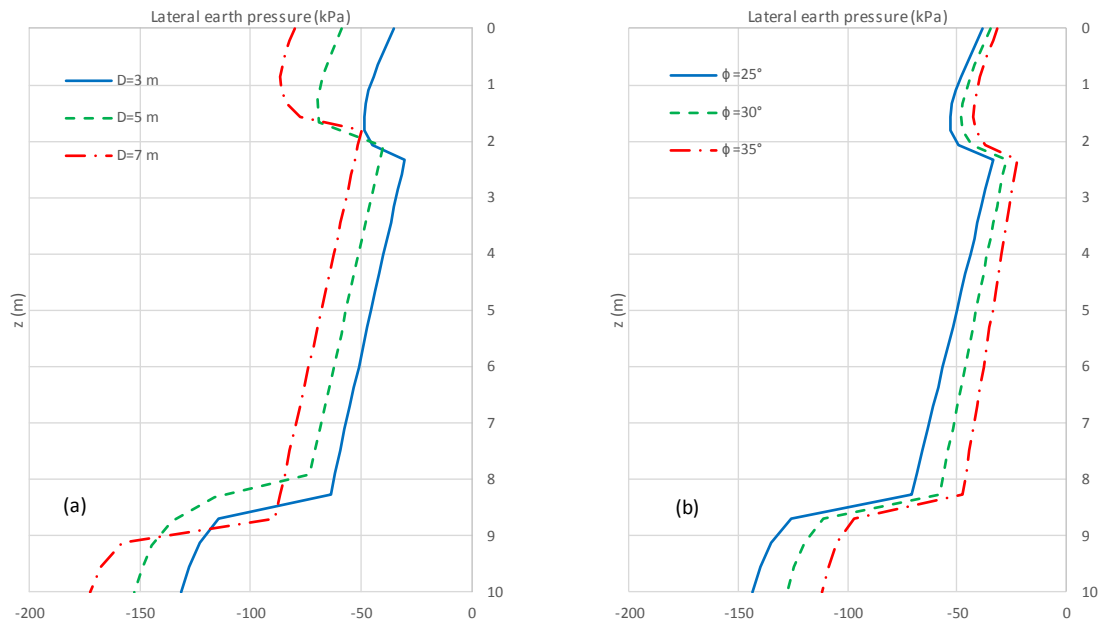 Lateral earth pressure (kPa)
0
1
2
3
4
5
6
7
8
9
10
-200
-150
-100
-50
0
z (m)
D=3 m
D=5 m
D=7 m
(a)
Lateral earth pressure (kPa)
0
1
2
3
4
5
6
7
8
9
10
-200
-150
-100
-50
0
z (m)
ϕ =25°
ϕ =30°
ϕ =35°
(b)